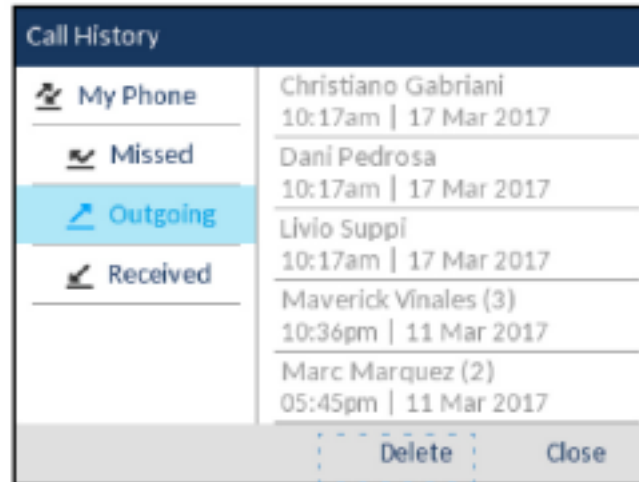 Call History
My Phone
Missed
Outgoing
Received
Christiano Gabriani
10:17am | 17 Mar 2017
Dani Pedrosa
10:17am | 17 Mar 2017
Livio Suppi
10:17am | 17 Mar 2017
Maverick Vinales (3)
10:36pm | 11 Mar 2017
Marc Marquez (2)
05:45pm | 11 Mar 2017
Delete Close